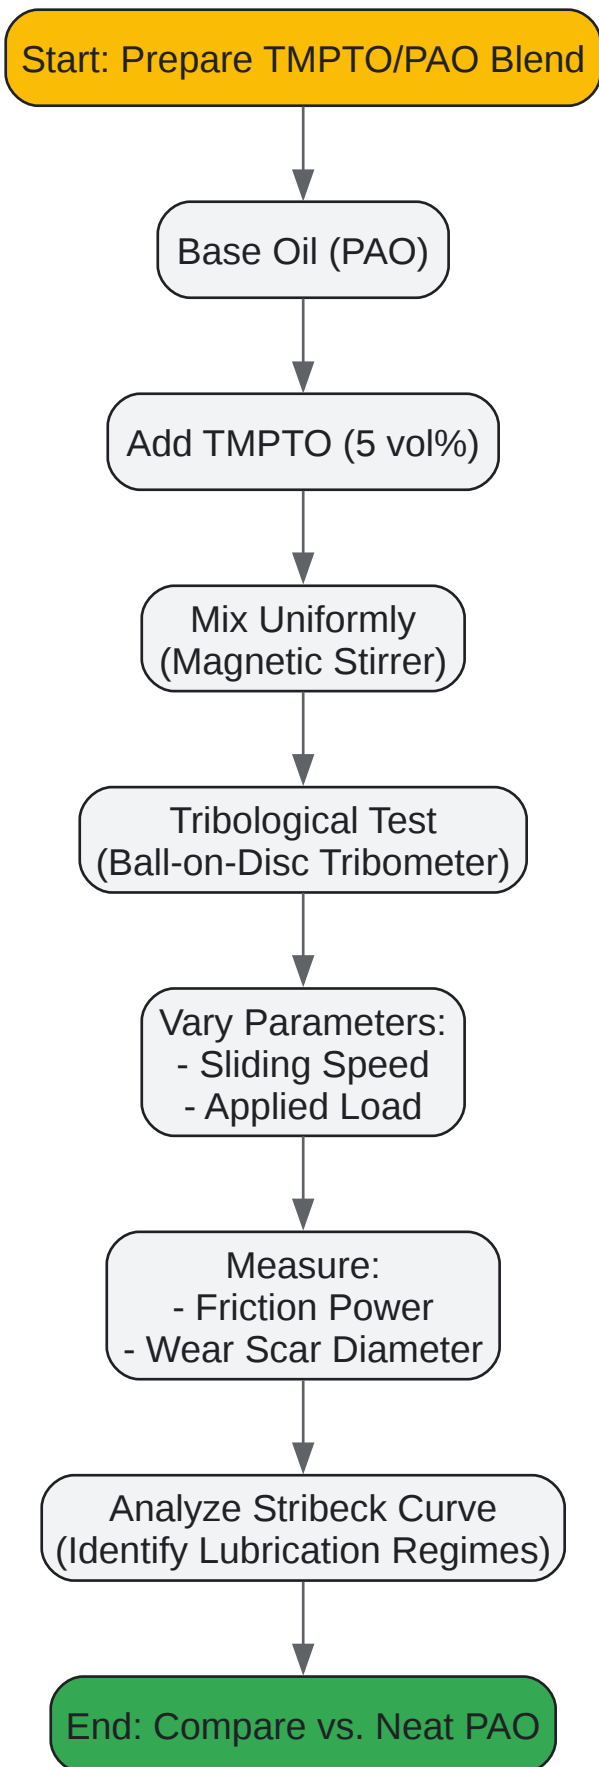 Start: Prepare TMPTO/PAO Blend
Base Oil (PAO)
Add TMPTO (5 vol%)
Mix Uniformly
(Magnetic Stirrer)
Tribological Test
(Ball-on-Disc Tribometer)
Vary Parameters:
- Sliding Speed
- Applied Load
Measure:
- Friction Power
- Wear Scar Diameter
Analyze Stribeck Curve
(Identify Lubrication Regimes)
End: Compare vs. Neat PAO